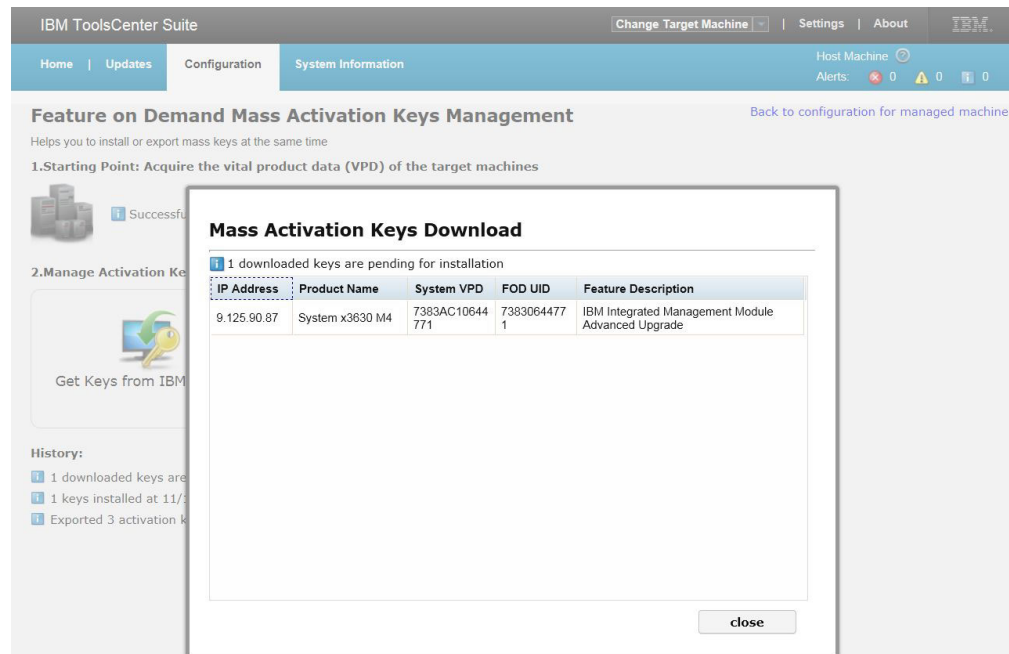 IBM ToolsCenter Suite
Change Target Machine | Settings | About IBM.
Home | Updates Configuration System Information
Host Machine ?
Alerts: 0 0 0
Feature on Demand Mass Activation Keys Management
Back to configuration for managed machine
Helps you to install or export mass keys at the same time
1.Starting Point: Acquire the vital product data (VPD) of the target machines
Successfu
Mass Activation Keys Download
1 downloaded keys are pending for installation
2.Manage Activation Ke
IP Address Product Name System VPD FOD UID Feature Description
9.125.90.87 System x3630 M4 7383AC10644 7383064477 IBM Integrated Management Module
771 1 Advanced Upgrade
Get Keys from IBM
History:
1 downloaded keys are
1 keys installed at 11/
Exported 3 activation k
close